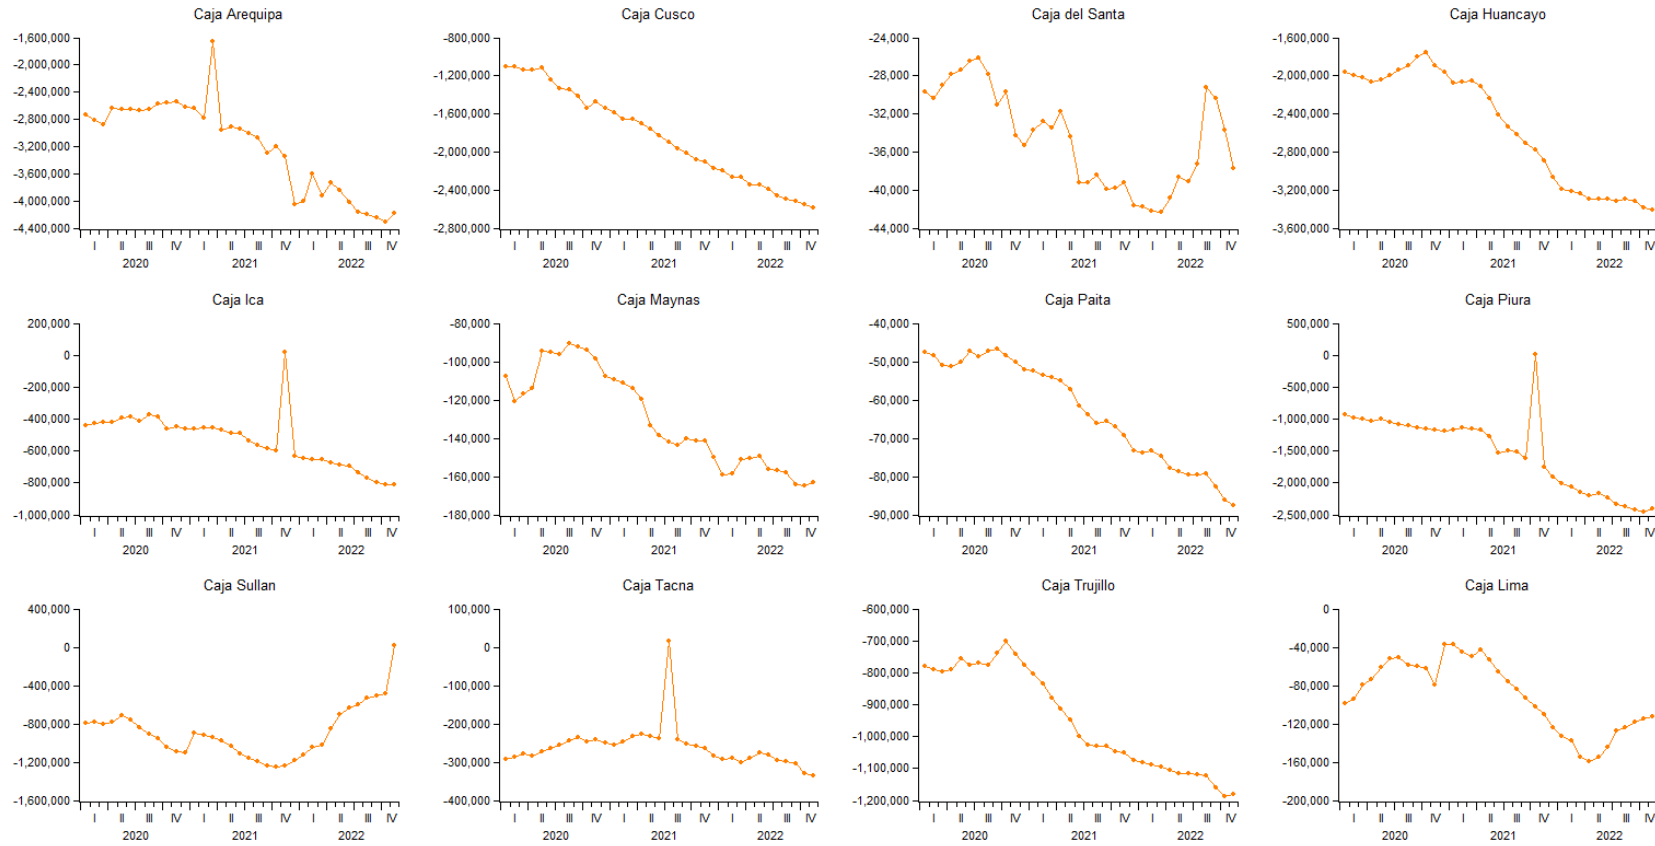 Caja Arequipa
-1,600,000
-2,000,000
-2,400,000
-2,800,000
-3,200,000
-3,600,000
-4,000,000
-4,400,000
I II III IV I II III IV I II III IV
2020 2021 2022
Caja Cusco
-800,000
-1,200,000
-1,600,000
-2,000,000
-2,400,000
-2,800,000
I II III IV I II III IV I II III IV
2020 2021 2022
Caja del Santa
-24,000
-28,000
-32,000
-36,000
-40,000
-44,000
I II III IV I II III IV I II III IV
2020 2021 2022
Caja Huancayo
-1,600,000
-2,000,000
-2,400,000
-2,800,000
-3,200,000
-3,600,000
I II III IV I II III IV I II III IV
2020 2021 2022
Caja Ica
200,000
0
-200,000
-400,000
-600,000
-800,000
-1,000,000
I II III IV I II III IV I II III IV
2020 2021 2022
Caja Maynas
-80,000
-100,000
-120,000
-140,000
-160,000
-180,000
I II III IV I II III IV I II III IV
2020 2021 2022
Caja Paita
-40,000
-50,000
-60,000
-70,000
-80,000
-90,000
I II III IV I II III IV I II III IV
2020 2021 2022
Caja Piura
500,000
0
-500,000
-1,000,000
-1,500,000
-2,000,000
-2,500,000
I II III IV I II III IV I II III IV
2020 2021 2022
Caja Sullan
400,000
0
-400,000
-800,000
-1,200,000
-1,600,000
I II III IV I II III IV I II III IV
2020 2021 2022
Caja Tacna
100,000
0
-100,000
-200,000
-300,000
-400,000
I II III IV I II III IV I II III IV
2020 2021 2022
Caja Trujillo
-600,000
-700,000
-800,000
-900,000
-1,000,000
-1,100,000
-1,200,000
I II III IV I II III IV I II III IV
2020 2021 2022
Caja Lima
0
-40,000
-80,000
-120,000
-160,000
-200,000
I II III IV I II III IV I II III IV
2020 2021 2022